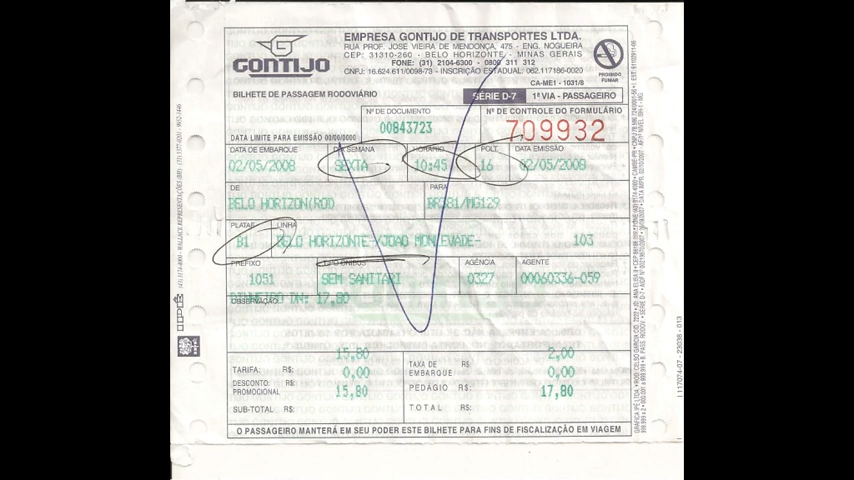 GONTIJO
EMPRESA GONTIJO DE TRANSPORTES LTDA.
RUA PROF. JOSÉ VIEIRA DE MENDONÇA, 475 - ENG. NOGUEIRA
CEP: 31310-260 - BELO HORIZONTE - MINAS GERAIS
FONE: (31) 2104-6300 - 0800 311 312
CNPJ: 16.624.611/0098-73 - INSCRIÇÃO ESTADUAL: 062.117186-0020
PROIBIDO FUMAR
CA-ME1 - 1031/8
BILHETE DE PASSAGEM RODOVIÁRIO
SÉRIE D-7
1ª VIA - PASSAGEIRO
Nº DE DOCUMENTO
00843723
Nº DE CONTROLE DO FORMULÁRIO
709932
DATA LIMITE PARA EMISSÃO 00/00/0000
DATA DE EMBARQUE
DIA SEMANA
HORÁRIO
POLT.
DATA EMISSÃO
02/05/2008
SEXTA
10:45
16
02/05/2008
DE
PARA
BELO HORIZON(ROD)
BR381/MG129
PLATAF.
LINHA
B1
BELO HORIZONTE-/JOAO MONLEVADE-
103
PREFIXO
TIPO ÔNIBUS
AGÊNCIA
AGENTE
1051
SEM SANITARI
0327
00060336-059
OBSERVAÇÃO
DINHEIRO DN: 17,80
15,80
2,00
TARIFA: R$:
0,00
TAXA DE EMBARQUE R$:
0,00
DESCONTO: PROMOCIONAL R$:
15,80
PEDÁGIO R$:
17,80
SUB-TOTAL: R$:
TOTAL: R$:
O PASSAGEIRO MANTERÁ EM SEU PODER ESTE BILHETE PARA FINS DE FISCALIZAÇÃO EM VIAGEM
IPÊ
1117074-07 - 23038 - 013